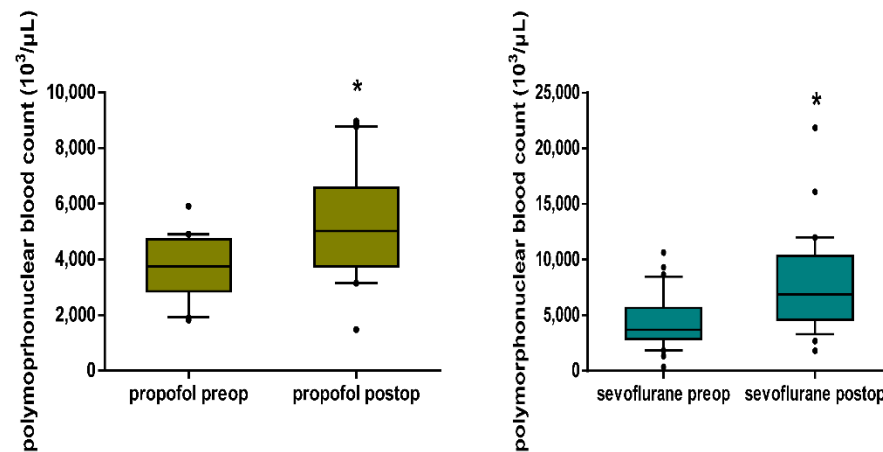 polymoprhonuclear blood count (10³/µL)
10,000
8,000
6,000
4,000
2,000
0
*
propofol preop
propofol postop
polymorphonuclear blood count (10³/µL)
25,000
20,000
15,000
10,000
5,000
0
*
sevoflurane preop
sevoflurane postop